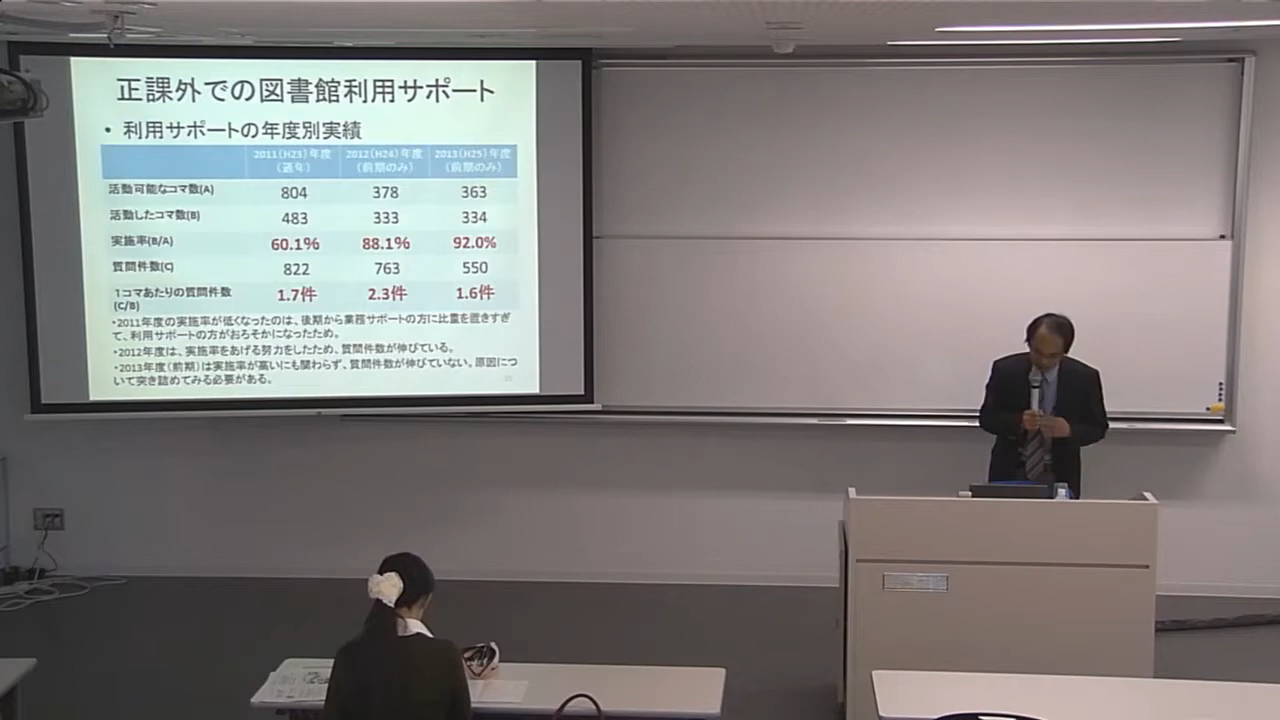 正課外での図書館利用サポート
• 利用サポートの年度別実績
2011(H23)年度 2012(H24)年度 2013(H25)年度
(通年) (前期のみ) (前期のみ)
活動可能なコマ数(A) 804 378 363
活動したコマ数(B) 483 333 334
実施率(B/A) 60.1% 88.1% 92.0%
質問件数(C) 822 763 550
1コマあたりの質問件数 1.7件 2.3件 1.6件
(C/B)
・2011年度の実施率が低くなったのは、後期から業務サポートの方に比重を置きすぎ
て、利用サポートの方がおろそかになったため。
・2012年度は、実施率をあげる努力をしたため、質問件数が伸びている。
・2013年度(前期)は実施率が高いにも関わらず、質問件数が伸びていない。原因につ
いて突き詰めてみる必要がある。